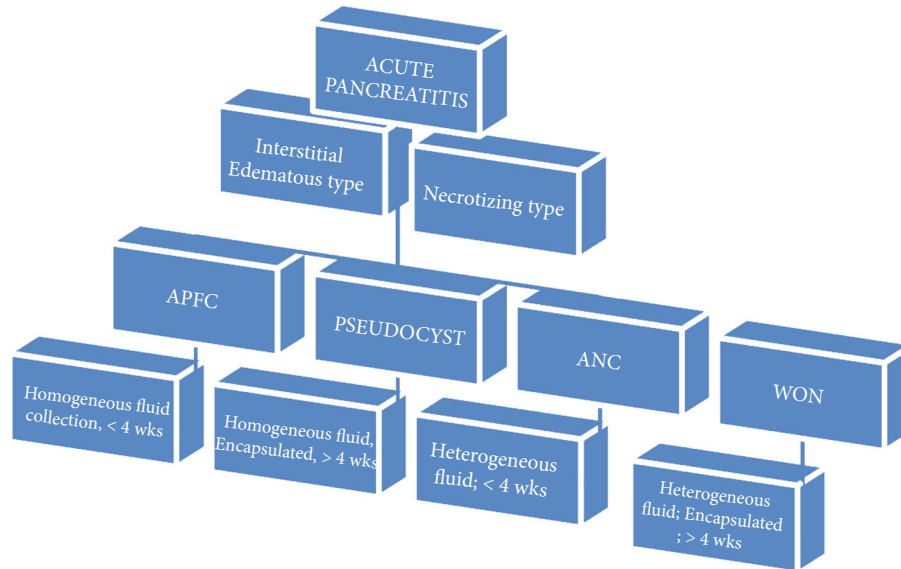 ACUTE
PANCREATITIS
Interstitial
Edematous type
Necrotizing type
APFC
PSEUDOCYST
ANC
WON
Homogeneous fluid
collection, < 4 wks
Homogeneous fluid,
Encapsulated, > 4 wks
Heterogeneous
fluid; < 4 wks
Heterogeneous
fluid; Encapsulated
; > 4 wks